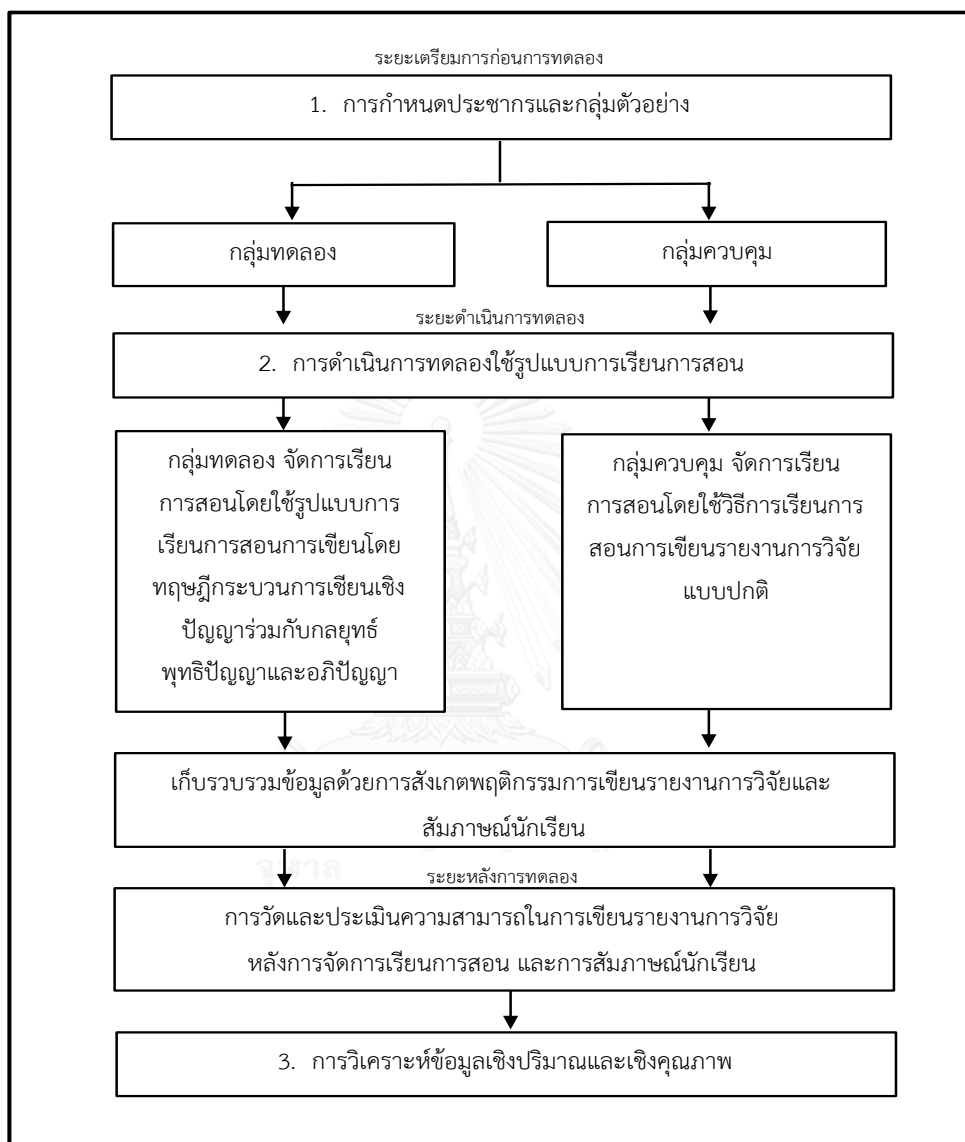 ระยะเตรียมการก่อนการทดลอง
1. การกำหนดประชากรและกลุ่มตัวอย่าง
กลุ่มทดลอง
กลุ่มควบคุม
ระยะดำเนินการทดลอง
2. การดำเนินการทดลองใช้รูปแบบการเรียนการสอน
กลุ่มทดลอง จัดการเรียน
การสอนโดยใช้รูปแบบการ
เรียนการสอนการเขียนโดย
ทฤษฎีกระบวนการเขียนเชิง
ปัญญาร่วมกับกลยุทธ์
พุทธิปัญญาและอภิปัญญา
กลุ่มควบคุม จัดการเรียน
การสอนโดยใช้วิธีการเรียนการ
สอนการเขียนรายงานการวิจัย
แบบปกติ
เก็บรวบรวมข้อมูลด้วยการสังเกตพฤติกรรมการเขียนรายงานการวิจัยและ
สัมภาษณ์นักเรียน
ระยะหลังการทดลอง
การวัดและประเมินความสามารถในการเขียนรายงานการวิจัย
หลังการจัดการเรียนการสอน และการสัมภาษณ์นักเรียน
3. การวิเคราะห์ข้อมูลเชิงปริมาณและเชิงคุณภาพ